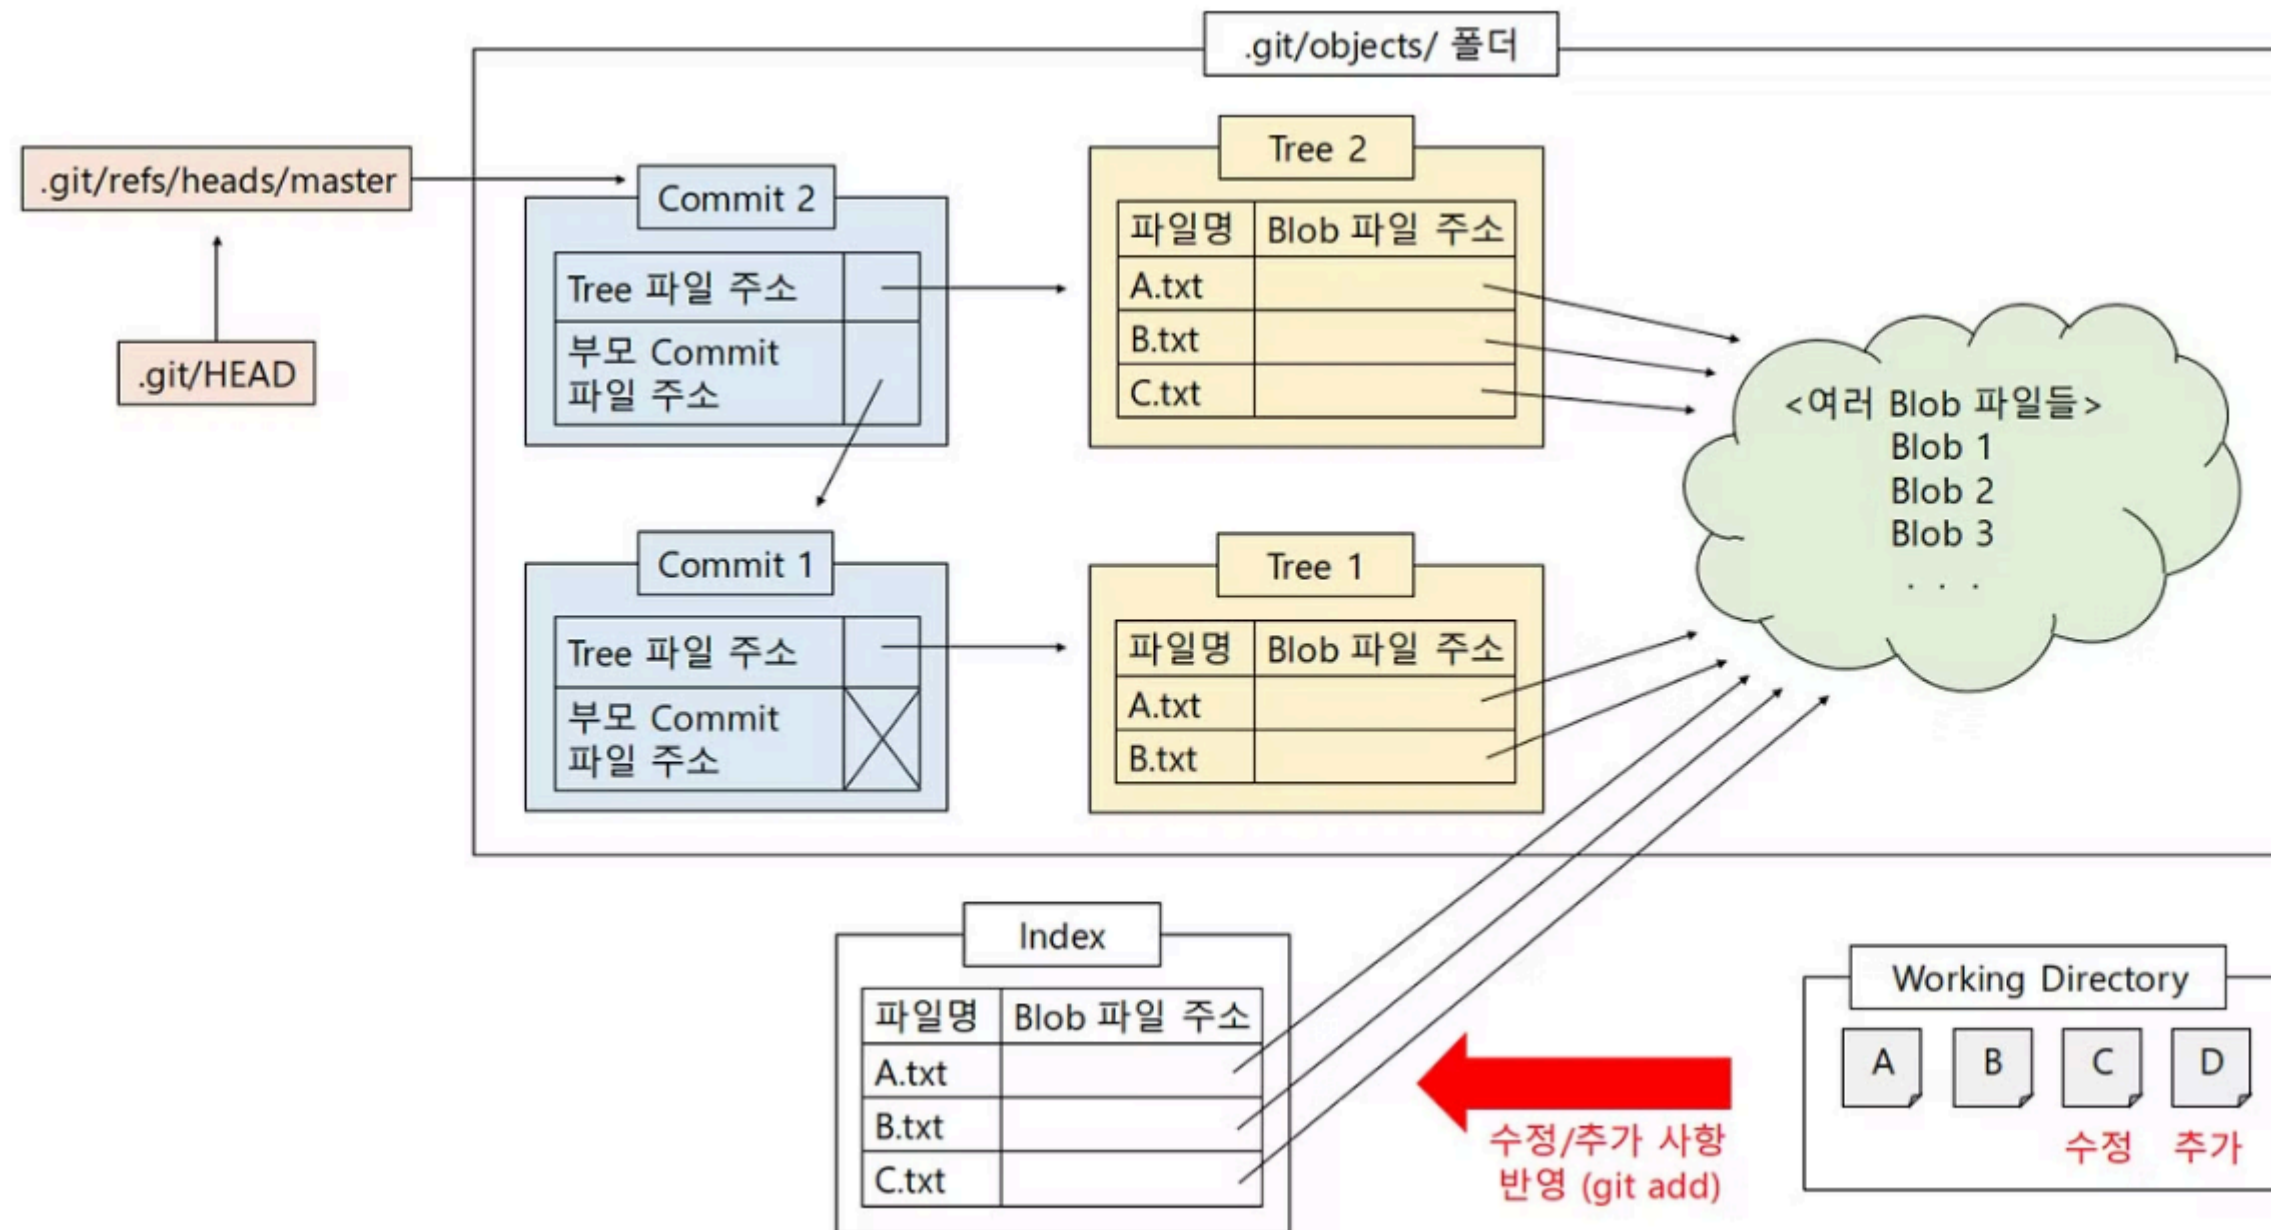 .git/objects/ 폴더
.git/refs/heads/master
.git/HEAD
Commit 2
Tree 파일 주소
부모 Commit
파일 주소
Tree 2
파일명 Blob 파일 주소
A.txt
B.txt
C.txt
<여러 Blob 파일들>
Blob 1
Blob 2
Blob 3
. . .
Commit 1
Tree 파일 주소
부모 Commit
파일 주소
Tree 1
파일명 Blob 파일 주소
A.txt
B.txt
Index
파일명 Blob 파일 주소
A.txt
B.txt
C.txt
수정/추가 사항
반영 (git add)
Working Directory
A B C D
수정 추가